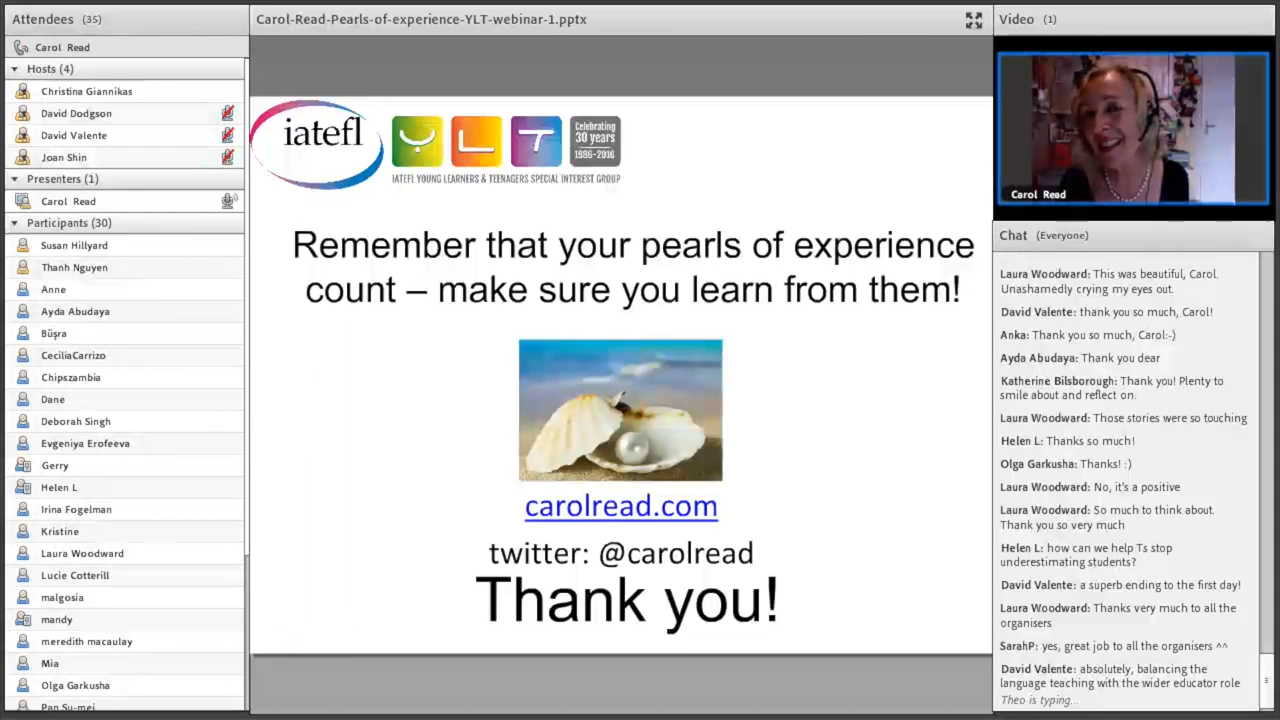 Attendees (35)
Carol Read
Hosts (4)
Christina Giannikas
David Dodgson
David Valente
Joan Shin
Presenters (1)
Carol Read
Participants (30)
Susan Hillyard
Thanh Nguyen
Anne
Ayda Abudaya
Büşra
CeciliaCarrizo
Chipszambia
Dane
Deborah Singh
Evgeniya Erofeeva
Gerry
Helen L
Irina Fogelman
Kristine
Laura Woodward
Lucie Cotterill
malgosia
mandy
meredith macaulay
Mia
Olga Garkusha
Pan Su-mei
Carol-Read-Pearls-of-experience-YLT-webinar-1.pptx
iatefl
Y L T
Celebrating
30 years
1986-2016
IATEFL YOUNG LEARNERS & TEENAGERS SPECIAL INTEREST GROUP
Remember that your pearls of experience
count – make sure you learn from them!
carolread.com
twitter: @carolread
Thank you!
Video (1)
Carol Read
Chat (Everyone)
Laura Woodward: This was beautiful, Carol.
Unashamedly crying my eyes out.
David Valente: thank you so much, Carol!
Anka: Thank you so much, Carol:-)
Ayda Abudaya: Thank you dear
Katherine Bilsborough: Thank you! Plenty to
smile about and reflect on.
Laura Woodward: Those stories were so touching
Helen L: Thanks so much!
Olga Garkusha: Thanks! :)
Laura Woodward: No, it's a positive
Laura Woodward: So much to think about.
Thank you so very much
Helen L: how can we help Ts stop
underestimating students?
David Valente: a superb ending to the first day!
Laura Woodward: Thanks very much to all the
organisers
SarahP: yes, great job to all the organisers ^^
David Valente: absolutely, balancing the
language teaching with the wider educator role
Theo is typing...